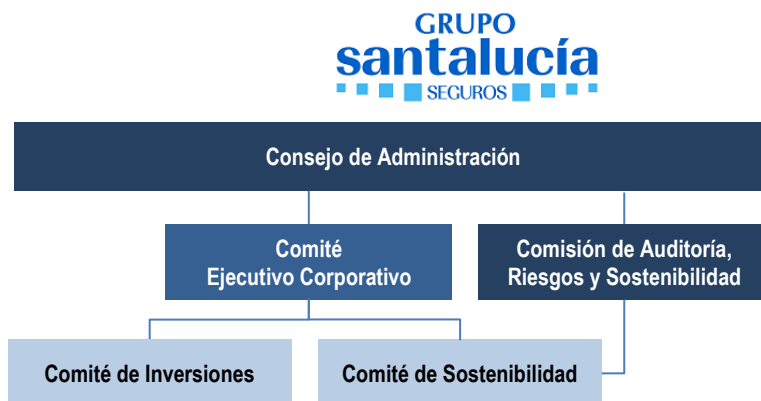 GRUPO
santalucía
SEGUROS
Consejo de Administración
Comité
Ejecutivo Corporativo
Comisión de Auditoría,
Riesgos y Sostenibilidad
Comité de Inversiones
Comité de Sostenibilidad